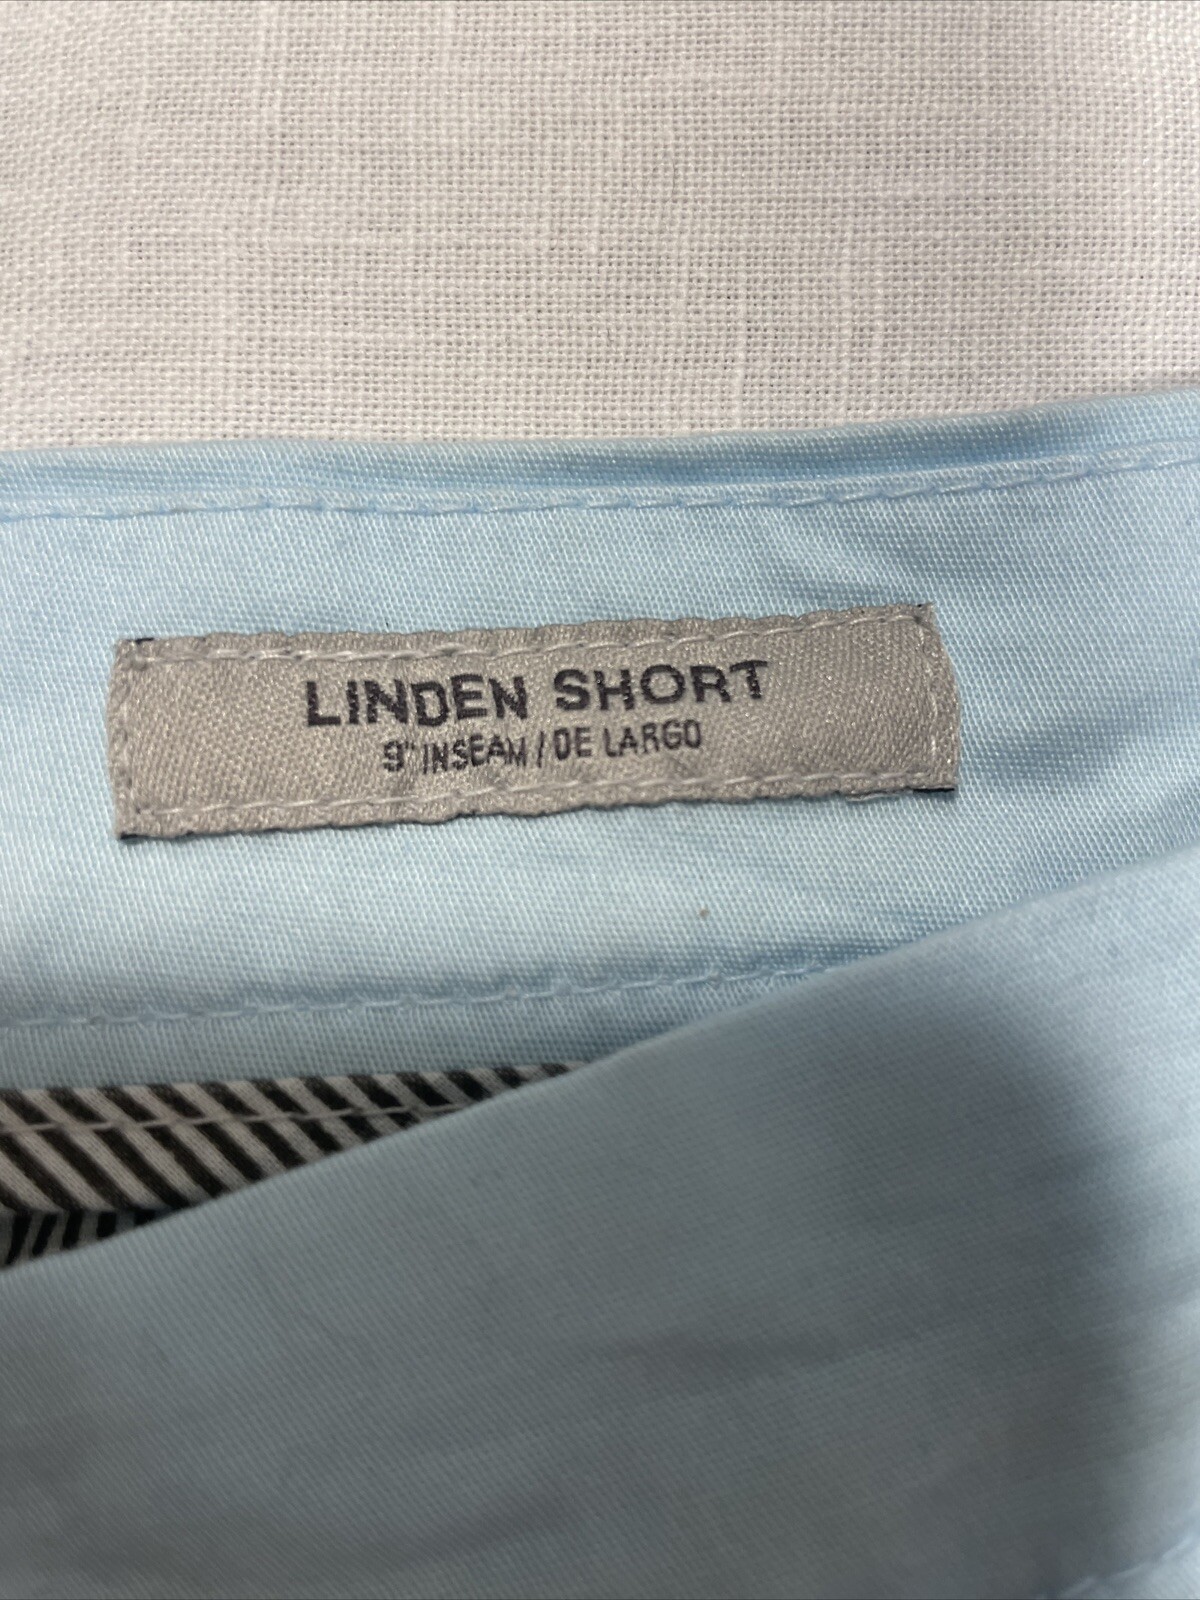 LINDEN SHORT
9" INSEAM / DE LARGO